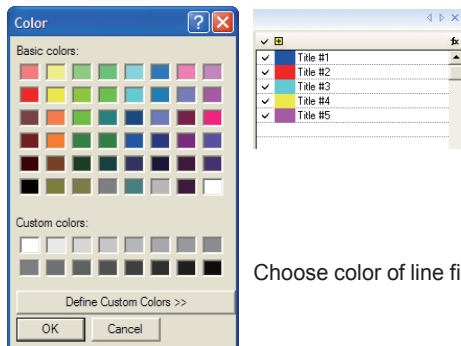 Color
Basic colors:
Custom colors:
Define Custom Colors >>
OK
Cancel
fx
Title #1
Title #2
Title #3
Title #4
Title #5
Choose color of line fi